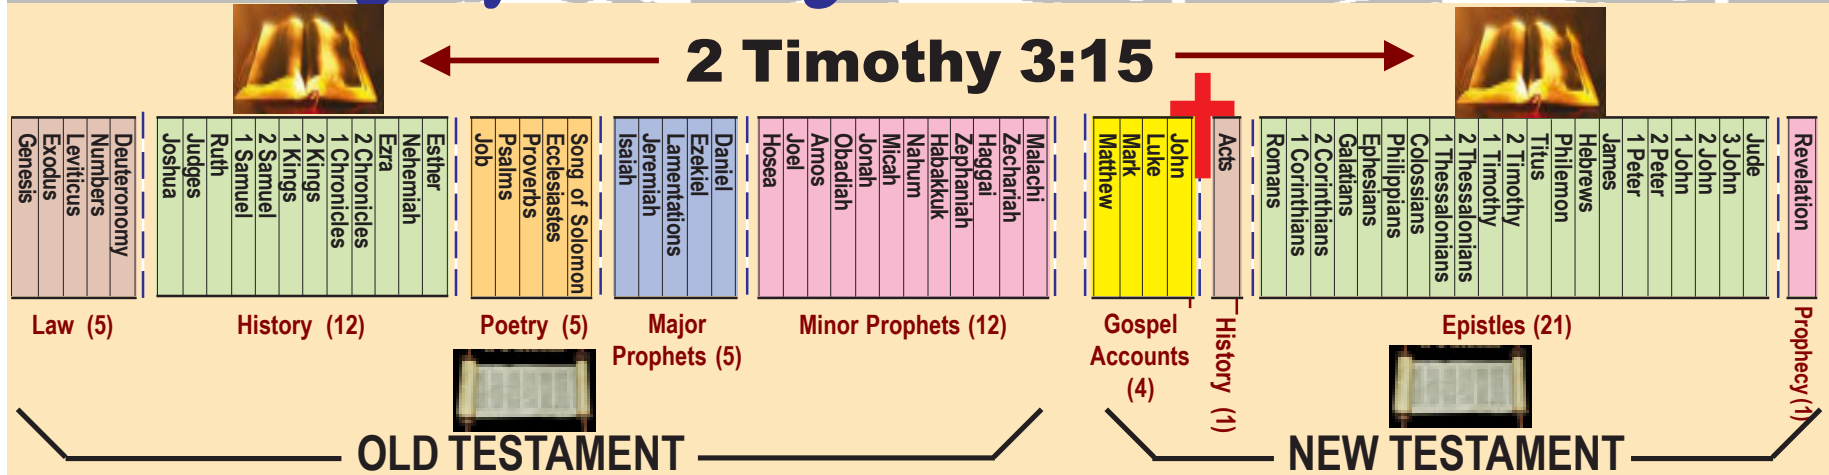 2 Timothy 3:15
Genesis
Exodus
Leviticus
Numbers
Deuteronomy
Joshua
Judges
Ruth
1 Samuel
2 Samuel
1 Kings
2 Kings
1 Chronicles
2 Chronicles
Ezra
Nehemiah
Esther
Job
Psalms
Proverbs
Ecclesiastes
Song of Solomon
Isaiah
Jeremiah
Lamentations
Ezekiel
Daniel
Hosea
Joel
Amos
Obadiah
Jonah
Micah
Nahum
Habakkuk
Zephaniah
Haggai
Zechariah
Malachi
Matthew
Mark
Luke
John
Acts
Romans
1 Corinthians
2 Corinthians
Galatians
Ephesians
Philippians
Colossians
1 Thessalonians
2 Thessalonians
1 Timothy
2 Timothy
Titus
Philemon
Hebrews
James
1 Peter
2 Peter
1 John
2 John
3 John
Jude
Revelation
Law (5)
History (12)
Poetry (5)
Major
Prophets (5)
Minor Prophets (12)
Gospel
Accounts
(4)
History (1)
Epistles (21)
Prophecy (1)
OLD TESTAMENT
NEW TESTAMENT